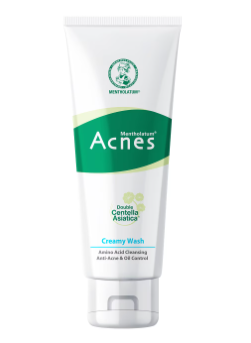 MENTHOLATUM®
Mentholatum®
Acnes
Double
Centella
Asiatica
Creamy Wash
Amino Acid Cleansing
Anti-Acne & Oil Control